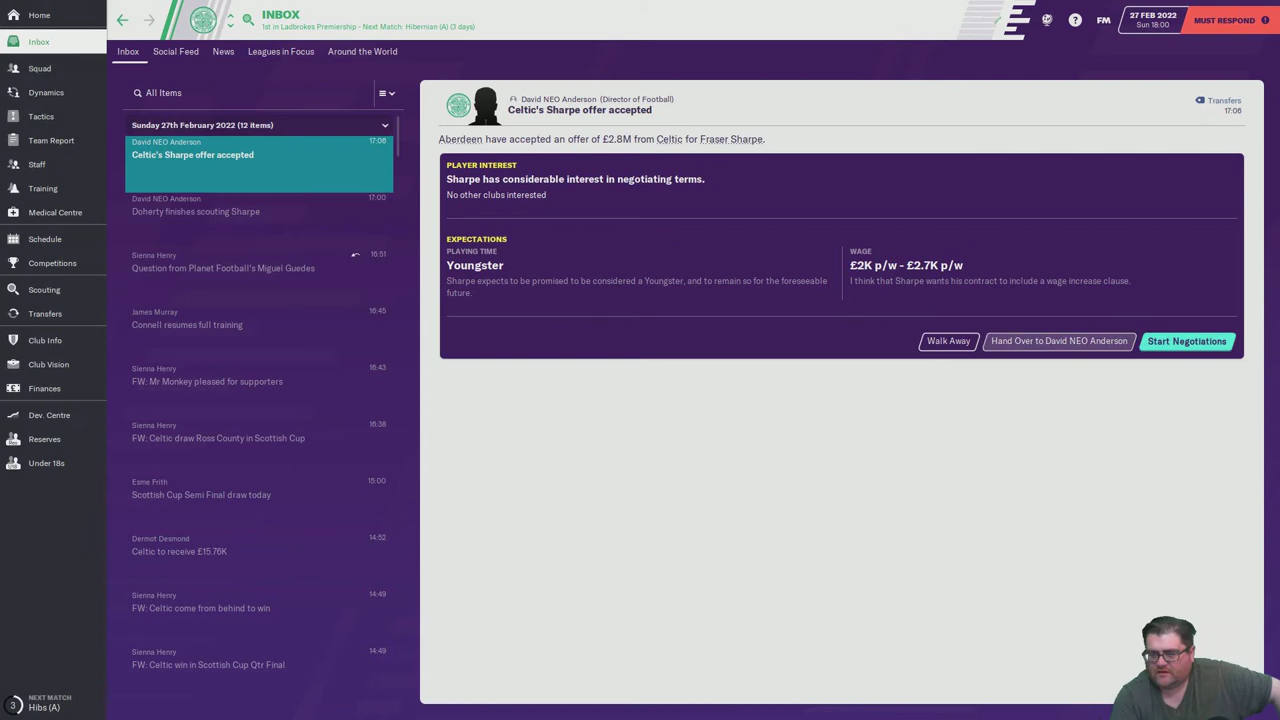 INBOX
1st in Ladbrokes Premiership - Next Match: Hibernian (A) (3 days)
?
FM
27 FEB 2022
Sun 18:00
MUST RESPOND
Home
Inbox
Squad
Dynamics
Tactics
Team Report
Staff
Training
Medical Centre
Schedule
Competitions
Scouting
Transfers
Club Info
Club Vision
Finances
Dev. Centre
Reserves
Under 18s
3
NEXT MATCH
Hibs (A)
Inbox
Social Feed
News
Leagues in Focus
Around the World
All Items
Sunday 27th February 2022 (12 items)
David NEO Anderson 17:06
Celtic's Sharpe offer accepted
David NEO Anderson 17:00
Doherty finishes scouting Sharpe
Sienna Henry 16:51
Question from Planet Football's Miguel Guedes
James Murray 16:45
Connell resumes full training
Sienna Henry 16:43
FW: Mr Monkey pleased for supporters
Sienna Henry 16:38
FW: Celtic draw Ross County in Scottish Cup
Esme Frith 15:00
Scottish Cup Semi Final draw today
Dermot Desmond 14:52
Celtic to receive £15.76K
Sienna Henry 14:49
FW: Celtic come from behind to win
Sienna Henry 14:49
FW: Celtic win in Scottish Cup Qtr Final
David NEO Anderson (Director of Football)
Celtic's Sharpe offer accepted
Transfers
17:06
Aberdeen have accepted an offer of £2.8M from Celtic for Fraser Sharpe.
PLAYER INTEREST
Sharpe has considerable interest in negotiating terms.
No other clubs interested
EXPECTATIONS
PLAYING TIME
Youngster
Sharpe expects to be promised to be considered a Youngster, and to remain so for the foreseeable
future.
WAGE
£2K p/w - £2.7K p/w
I think that Sharpe wants his contract to include a wage increase clause.
Walk Away
Hand Over to David NEO Anderson
Start Negotiations